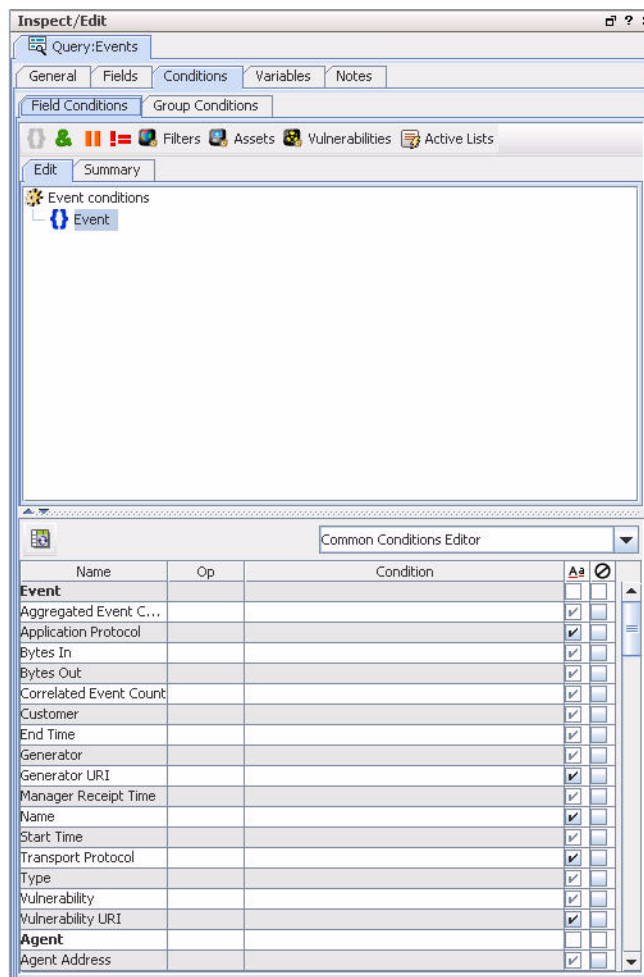 Inspect/Edit ?
Query:Events
General Fields Conditions Variables Notes
Field Conditions Group Conditions
{} & != Filters Assets Vulnerabilities Active Lists
Edit Summary
Event conditions
{} Event
Common Conditions Editor
Name Op Condition Aa
Event
Aggregated Event C...
Application Protocol
Bytes In
Bytes Out
Correlated Event Count
Customer
End Time
Generator
Generator URI
Manager Receipt Time
Name
Start Time
Transport Protocol
Type
Vulnerability
Vulnerability URI
Agent
Agent Address